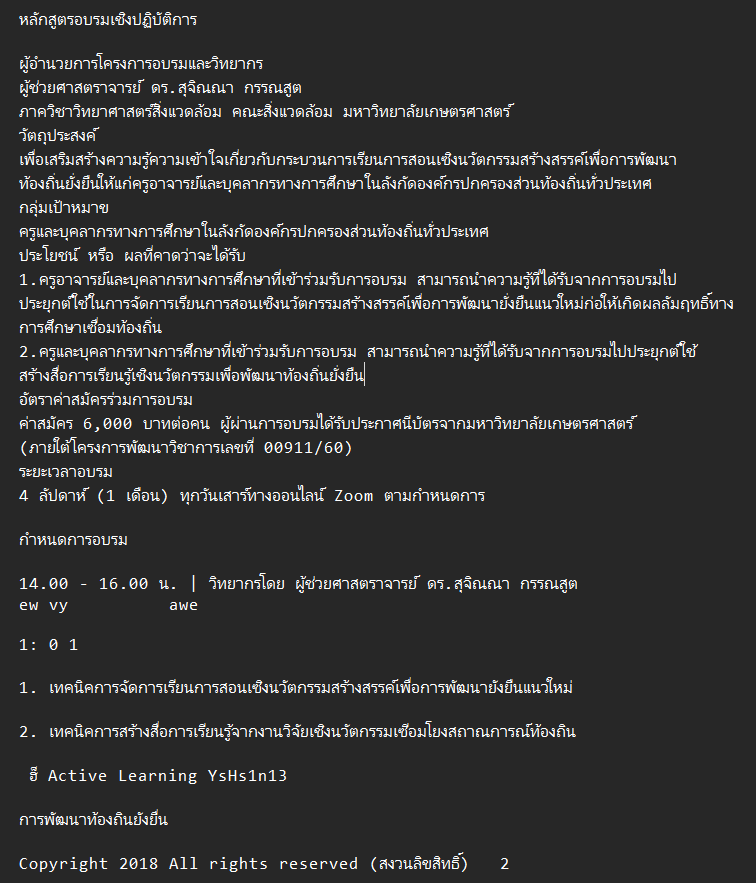 หลักสูตรอบรมเชิงปฏิบัติการ
ผู้อำนวยการโครงการอบรมและวิทยากร
ผู้ช่วยศาสตราจารย์ ดร.สุจิณณา กรรณสูต
ภาควิชาวิทยาศาสตร์สิ่งแวดล้อม คณะสิ่งแวดล้อม มหาวิทยาลัยเกษตรศาสตร์
วัตถุประสงค์
เพื่อเสริมสร้างความรู้ความเข้าใจเกี่ยวกับกระบวนการเรียนการสอนเชิงนวัตกรรมสร้างสรรค์เพื่อการพัฒนา
ท้องถิ่นยั่งยืนให้แก่ครูอาจารย์และบุคลากรทางการศึกษาในลังกัดองค์กรปกครองส่วนท้องถิ่นทั่วประเทศ
กลุ่มเป้าหมาข
ครูและบุคลากรทางการศึกษาในลังกัดองค์กรปกครองส่วนท้องถิ่นทั่วประเทศ
ประโยชน์ หรือ ผลที่คาดว่าจะได้รับ
1.ครูอาจารย์และบุคลากรทางการศึกษาที่เข้าร่วมรับการอบรม สามารถนำความรู้ที่ได้รับจากการอบรมไป
ประยุกต์ใช้ในการจัดการเรียนการสอนเชิงนวัตกรรมสร้างสรรค์เพื่อการพัฒนายั่งยืนแนวใหม่ก่อให้เกิดผลลัมฤทธิ์ทาง
การศึกษาเชื่อมท้องถิ่น
2.ครูและบุคลากรทางการศึกษาที่เข้าร่วมรับการอบรม สามารถนำความรู้ที่ได้รับจากการอบรมไปประยุกต์ใช้
สร้างสื่อการเรียนรู้เชิงนวัตกรรมเพื่อพัฒนาท้องถิ่นยั่งยืน
อัตราค่าสมัครร่วมการอบรม
ค่าสมัคร 6,000 บาทต่อคน ผู้ผ่านการอบรมได้รับประกาศนีบัตรจากมหาวิทยาลัยเกษตรศาสตร์
(ภายใต้โครงการพัฒนาวิชาการเลขที่ 00911/60)
ระยะเวลาอบรม
4 ลัปดาห์ (1 เดือน) ทุกวันเสาร์ทางออนไลน์ Zoom ตามกำหนดการ
กำหนดการอบรม
14.00 - 16.00 น. | วิทยากรโดย ผู้ช่วยศาสตราจารย์ ดร.สุจิณณา กรรณสูต
ew vy awe
1: 0 1
1. เทคนิคการจัดการเรียนการสอนเชิงนวัตกรรมสร้างสรรค์เพื่อการพัฒนายังยืนแนวใหม่
2. เทคนิคการสร้างสื่อการเรียนรู้จากงานวิจัยเชิงนวัตกรรมเชือมโยงสถาณการณ์ท้องถิน
ฮื Active Learning YsHs1n13
การพัฒนาท้องถินยังยื่น
Copyright 2018 All rights reserved (สงวนลิขสิทธิ์) 2